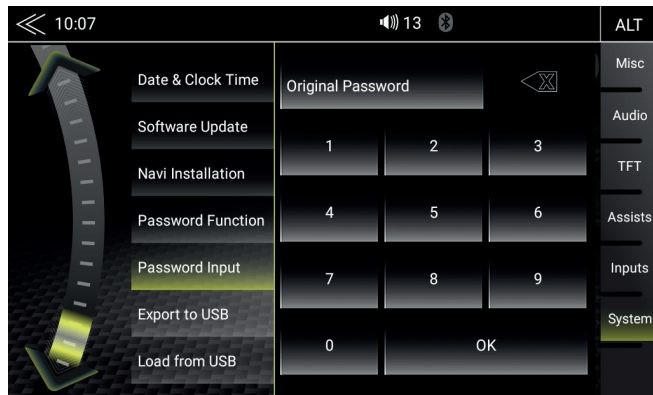 10:07
13
ALT
Date & Clock Time
Software Update
Navi Installation
Password Function
Password Input
Export to USB
Load from USB
Original Password
X
1 2 3
4 5 6
7 8 9
0 OK
Misc
Audio
TFT
Assists
Inputs
System